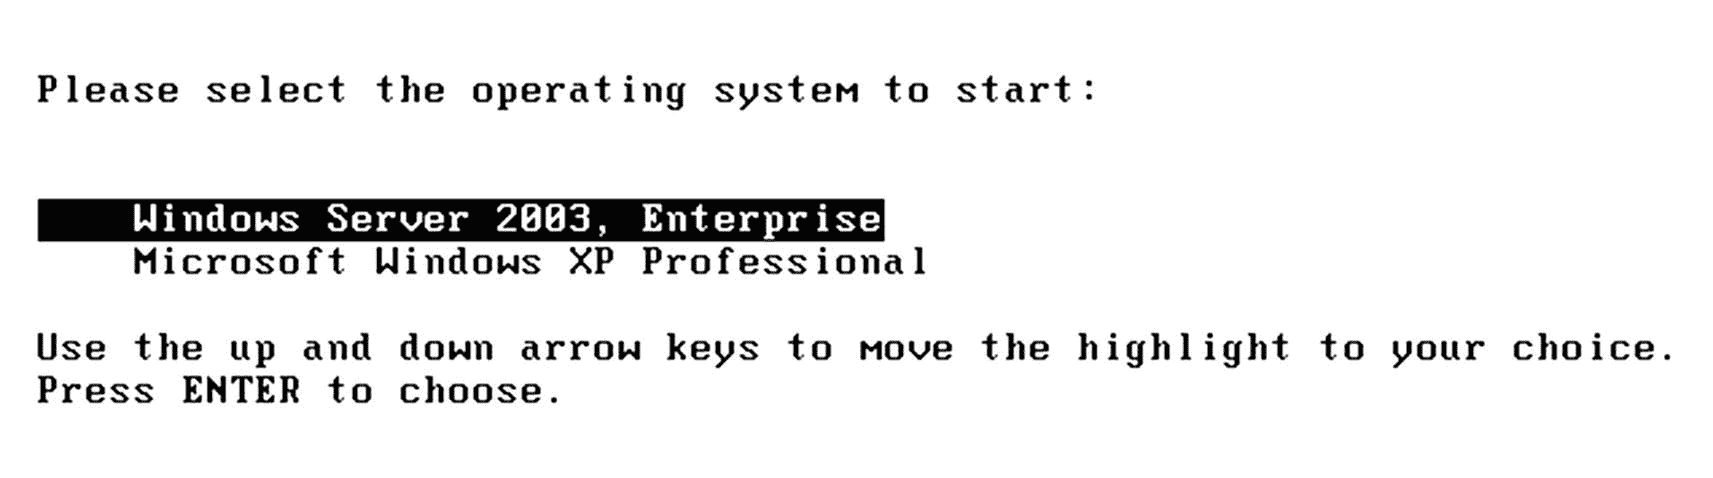 Please select the operating system to start:
Windows Server 2003, Enterprise
Microsoft Windows XP Professional
Use the up and down arrow keys to move the highlight to your choice.
Press ENTER to choose.